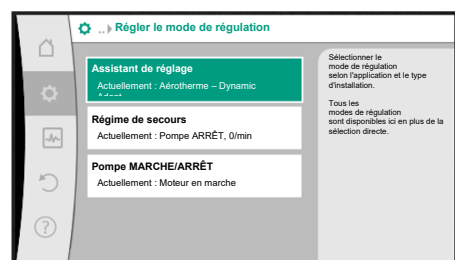 .. Régler le mode de régulation
Assistant de réglage
Actuellement : Aérotherme – Dynamic
Adapt
Régime de secours
Actuellement : Pompe ARRÊT, 0/min
Pompe MARCHE/ARRÊT
Actuellement : Moteur en marche
Sélectionner le
mode de régulation
selon l'application et le type
d'installation.
Tous les
modes de régulation
sont disponibles ici en plus de la
sélection directe.
?